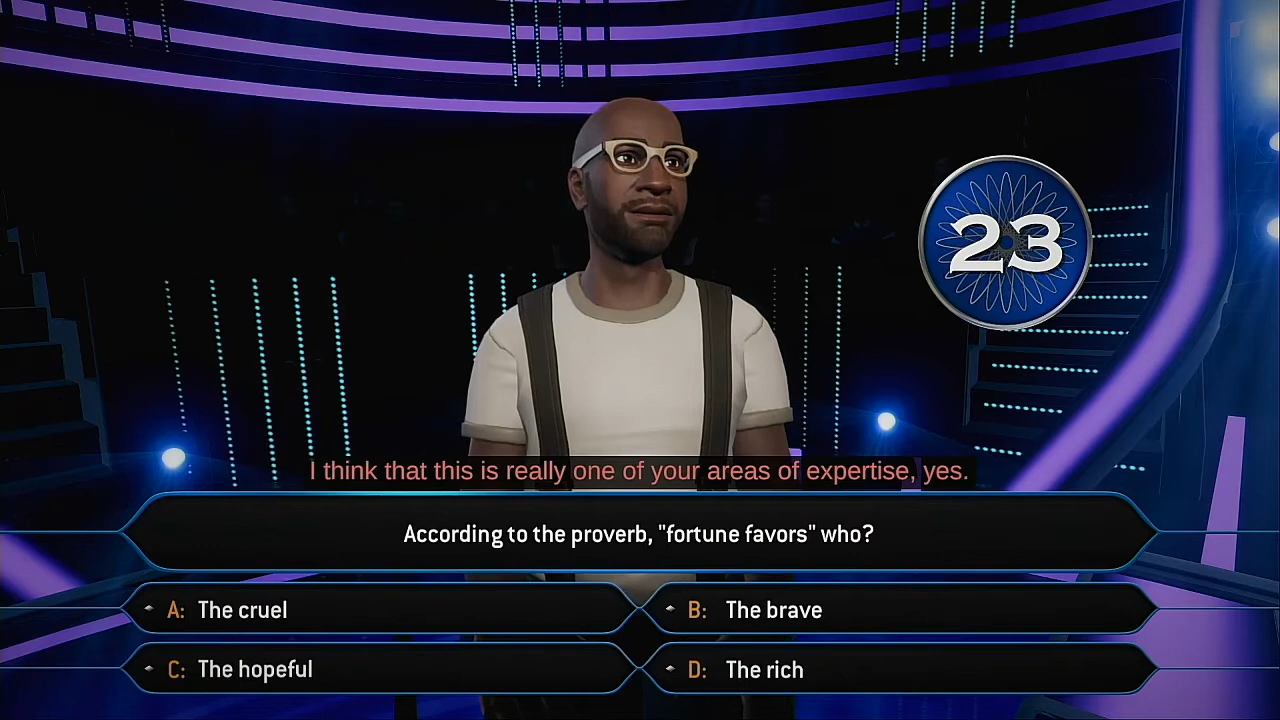 23
I think that this is really one of your areas of expertise, yes.
According to the proverb, "fortune favors" who?
A: The cruel
B: The brave
C: The hopeful
D: The rich